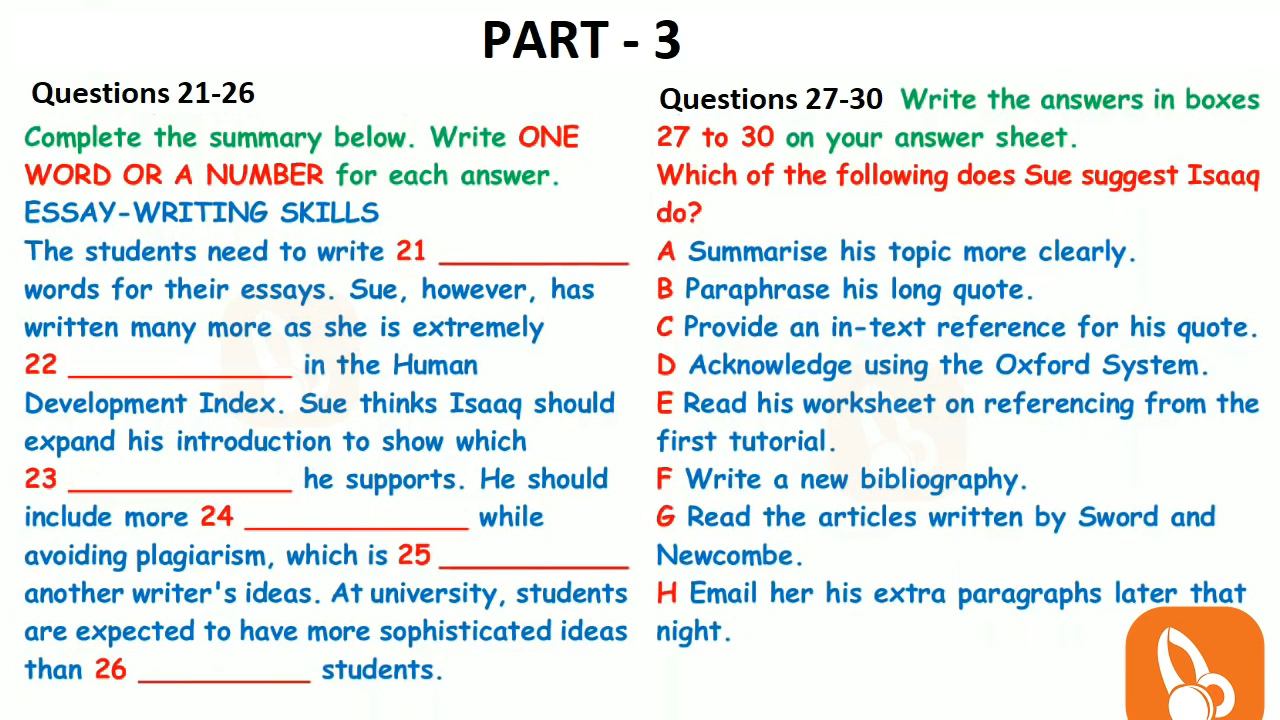 PART - 3
Questions 21-26
Complete the summary below. Write ONE
WORD OR A NUMBER for each answer.
ESSAY-WRITING SKILLS
The students need to write 21 ____________
words for their essays. Sue, however, has
written many more as she is extremely
22 ______________ in the Human
Development Index. Sue thinks Isaaq should
expand his introduction to show which
23 ______________ he supports. He should
include more 24 ______________ while
avoiding plagiarism, which is 25 ____________
another writer's ideas. At university, students
are expected to have more sophisticated ideas
than 26 ___________ students.
Questions 27-30 Write the answers in boxes
27 to 30 on your answer sheet.
Which of the following does Sue suggest Isaaq
do?
A Summarise his topic more clearly.
B Paraphrase his long quote.
C Provide an in-text reference for his quote.
D Acknowledge using the Oxford System.
E Read his worksheet on referencing from the
first tutorial.
F Write a new bibliography.
G Read the articles written by Sword and
Newcombe.
H Email her his extra paragraphs later that
night.